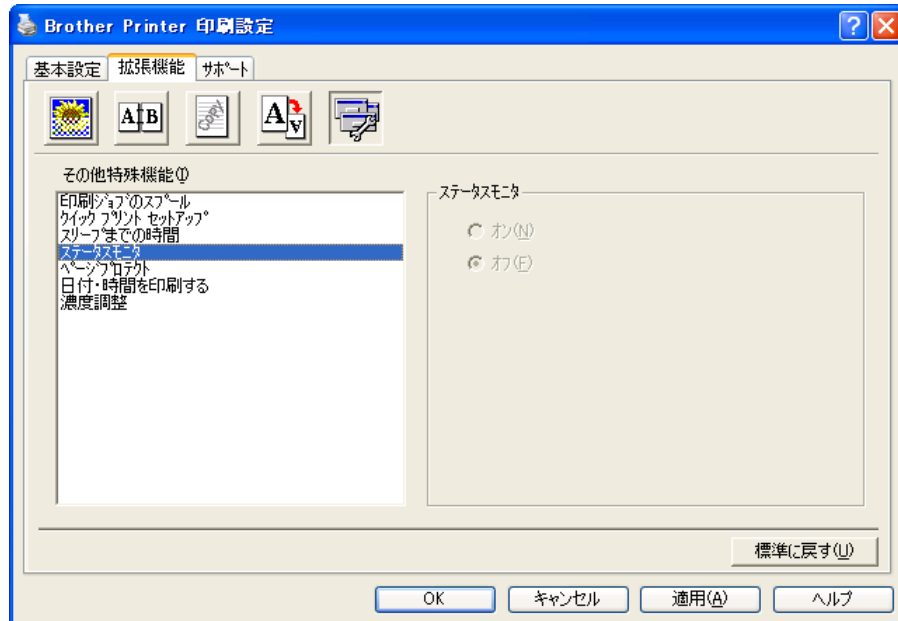 Brother Printer 印刷設定
基本設定 拡張機能 ｻﾎﾟｰﾄ
A B copy A A
その他特殊機能(I)
印刷ｼﾞｮﾌﾞのｽﾌﾟｰﾙ
ｸｲｯｸ ﾌﾟﾘﾝﾄ ｾｯﾄｱｯﾌﾟ
ｽﾘｰﾌﾟまでの時間
ｽﾃｰﾀｽﾓﾆﾀ
ﾍﾟｰｼﾞﾌﾟﾛﾃｸﾄ
日付･時間を印刷する
濃度調整
ｽﾃｰﾀｽﾓﾆﾀ
ｵﾝ(N)
ｵﾌ(F)
標準に戻す(U)
OK キャンセル 適用(A) ヘルプ